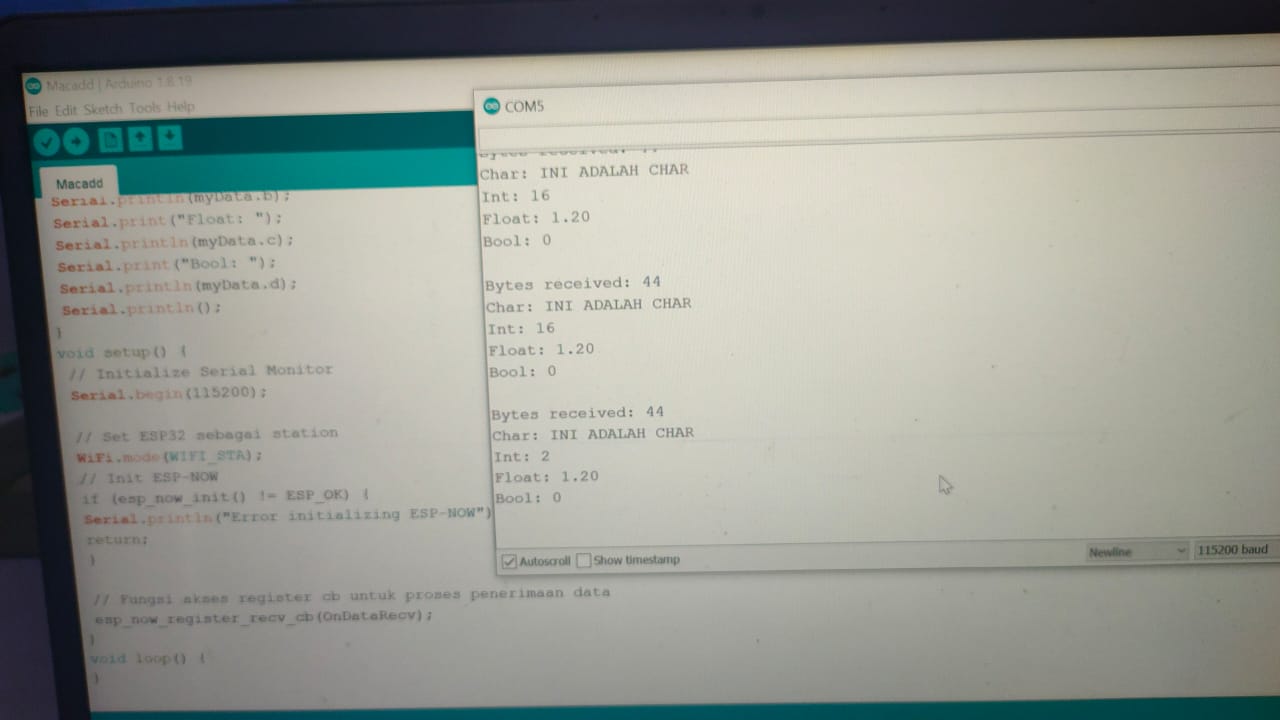 Macadd | Arduino 1.8.19
File Edit Sketch Tools Help
Macadd
Serial.println(myData.b);
Serial.print("Float: ");
Serial.println(myData.c);
Serial.print("Bool: ");
Serial.println(myData.d);
Serial.println();
}
void setup() {
// Initialize Serial Monitor
Serial.begin(115200);
// Set ESP32 sebagai station
WiFi.mode(WIFI_STA);
// Init ESP-NOW
if (esp_now_init() != ESP_OK) {
Serial.println("Error initializing ESP-NOW")
return;
}
// Fungsi akses register cb untuk proses penerimaan data
esp_now_register_recv_cb(OnDataRecv);
}
void loop() {
}
COM5
Bytes received:
Char: INI ADALAH CHAR
Int: 16
Float: 1.20
Bool: 0
Bytes received: 44
Char: INI ADALAH CHAR
Int: 16
Float: 1.20
Bool: 0
Bytes received: 44
Char: INI ADALAH CHAR
Int: 2
Float: 1.20
Bool: 0
Autoscroll Show timestamp
Newline
115200 baud